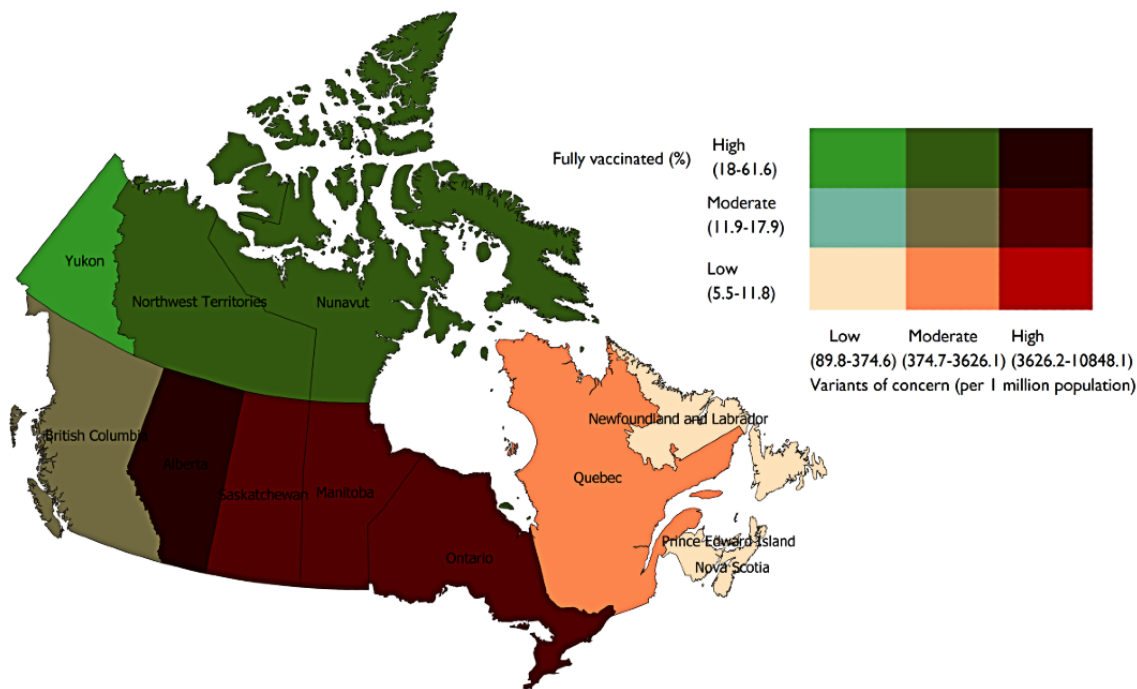 Fully vaccinated (%)
High
(18-61.6)
Moderate
(11.9-17.9)
Low
(5.5-11.8)
Low
(89.8-374.6)
Moderate
(374.7-3626.1)
High
(3626.2-10848.1)
Variants of concern (per 1 million population)
Yukon
Northwest Territories
Nunavut
British Columbia
Alberta
Saskatchewan
Manitoba
Ontario
Quebec
Newfoundland and Labrador
Prince Edward Island
Nova Scotia